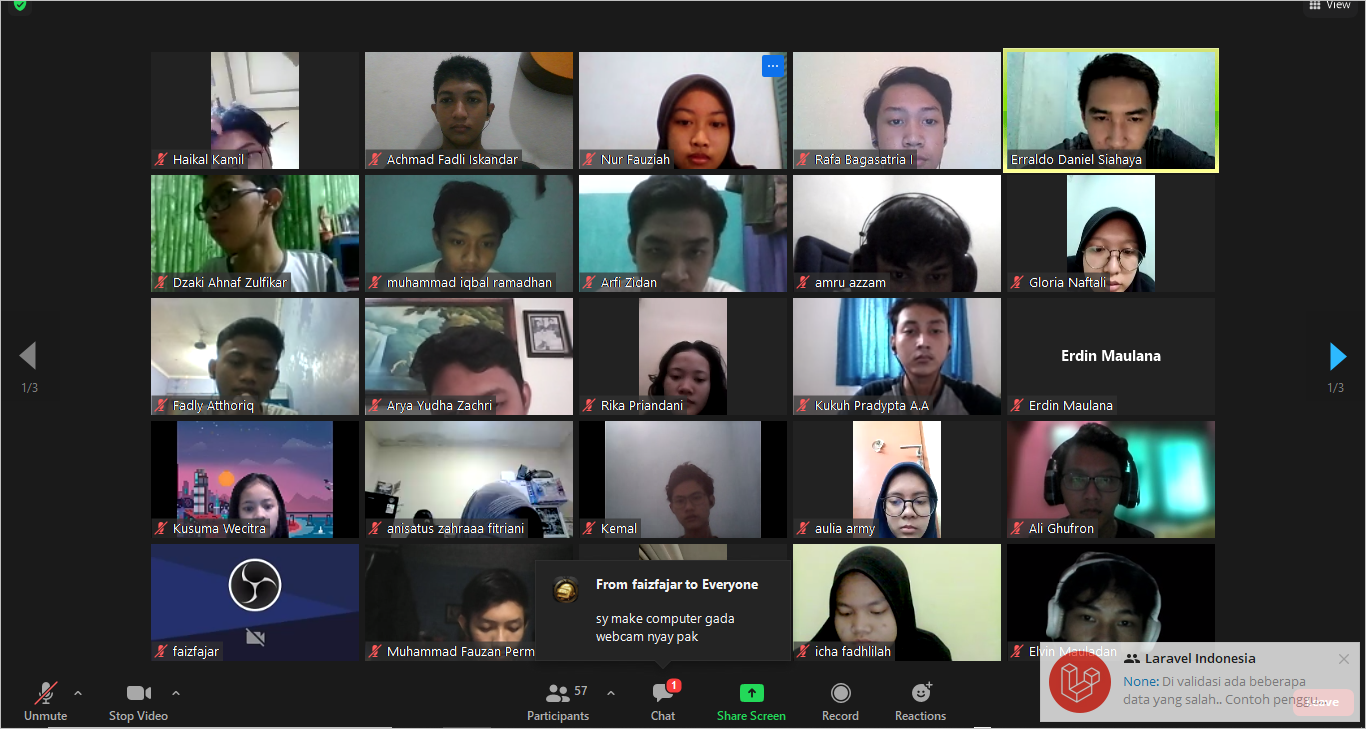 View
Haikal Kamil
Achmad Fadli Iskandar
Nur Fauziah
Rafa Bagasatria I
Erraldo Daniel Siahaya
Dzaki Ahnaf Zulfikar
muhammad iqbal ramadhan
Arfi Zidan
amru azzam
Gloria Naftali
1/3
1/3
Fadly Atthoriq
Arya Yudha Zachri
Rika Priandani
Kukuh Pradypta A.A
Erdin Maulana
Erdin Maulana
Kusuma Wecitra
anisatus zahraaa fitriani
Kemal
aulia army
Ali Ghufron
faizfajar
Muhammad Fauzan Perm
From faizfajar to Everyone
sy make computer gada
webcam nyay pak
icha fadhlilah
Elvin Mauladan
Laravel Indonesia
None: Di validasi ada beberapa
data yang salah.. Contoh penggu...
Unmute
Stop Video
57
Participants
1
Chat
Share Screen
Record
Reactions